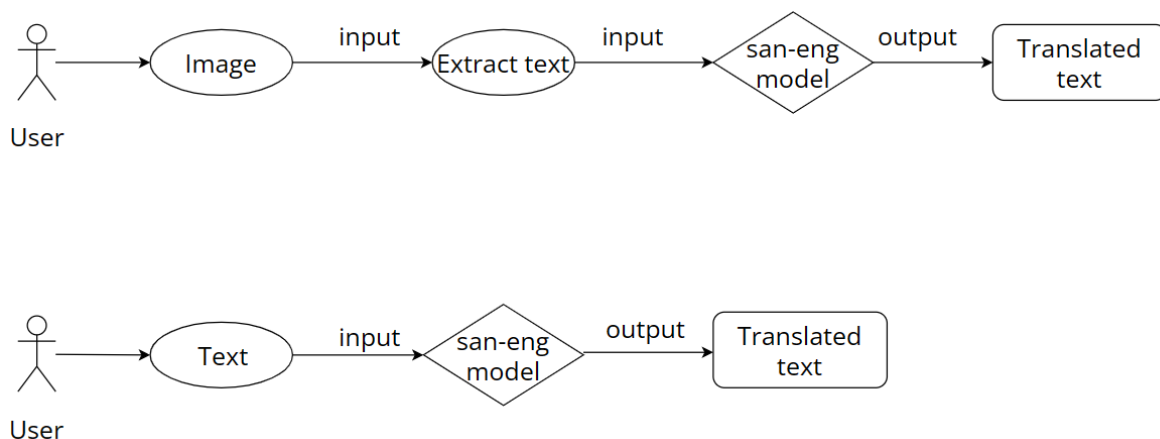 input
input
output
Image
Extract text
san-eng
model
Translated
text
User
input
output
Text
san-eng
model
Translated
text
User